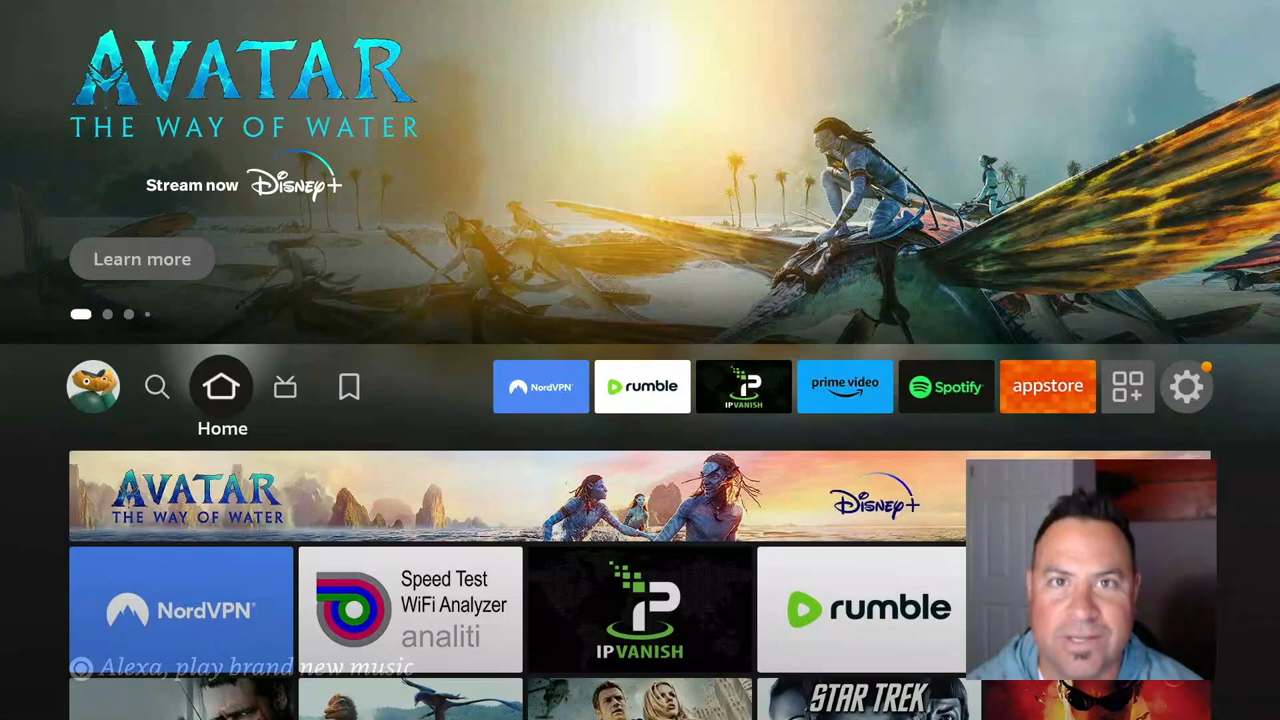 AVATAR
THE WAY OF WATER
Stream now Disney+
Learn more
NordVPN
rumble
IPVANISH
prime video
Spotify
appstore
Home
AVATAR
THE WAY OF WATER
Disney+
NordVPN
Speed Test
WiFi Analyzer
analiti
IPVANISH
rumble
Alexa, play brand new music
STAR TREK